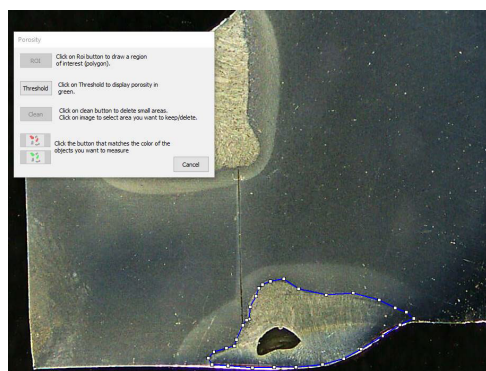 Porosity
ROI
Click on Roi button to draw a region
of interest (polygon).
Threshold
Click on Threshold to display porosity in
green.
Clean
Click on clean button to delete small areas.
Click on image to select area you want to keep/delete.
Click the button that matches the color of the
objects you want to measure
Cancel